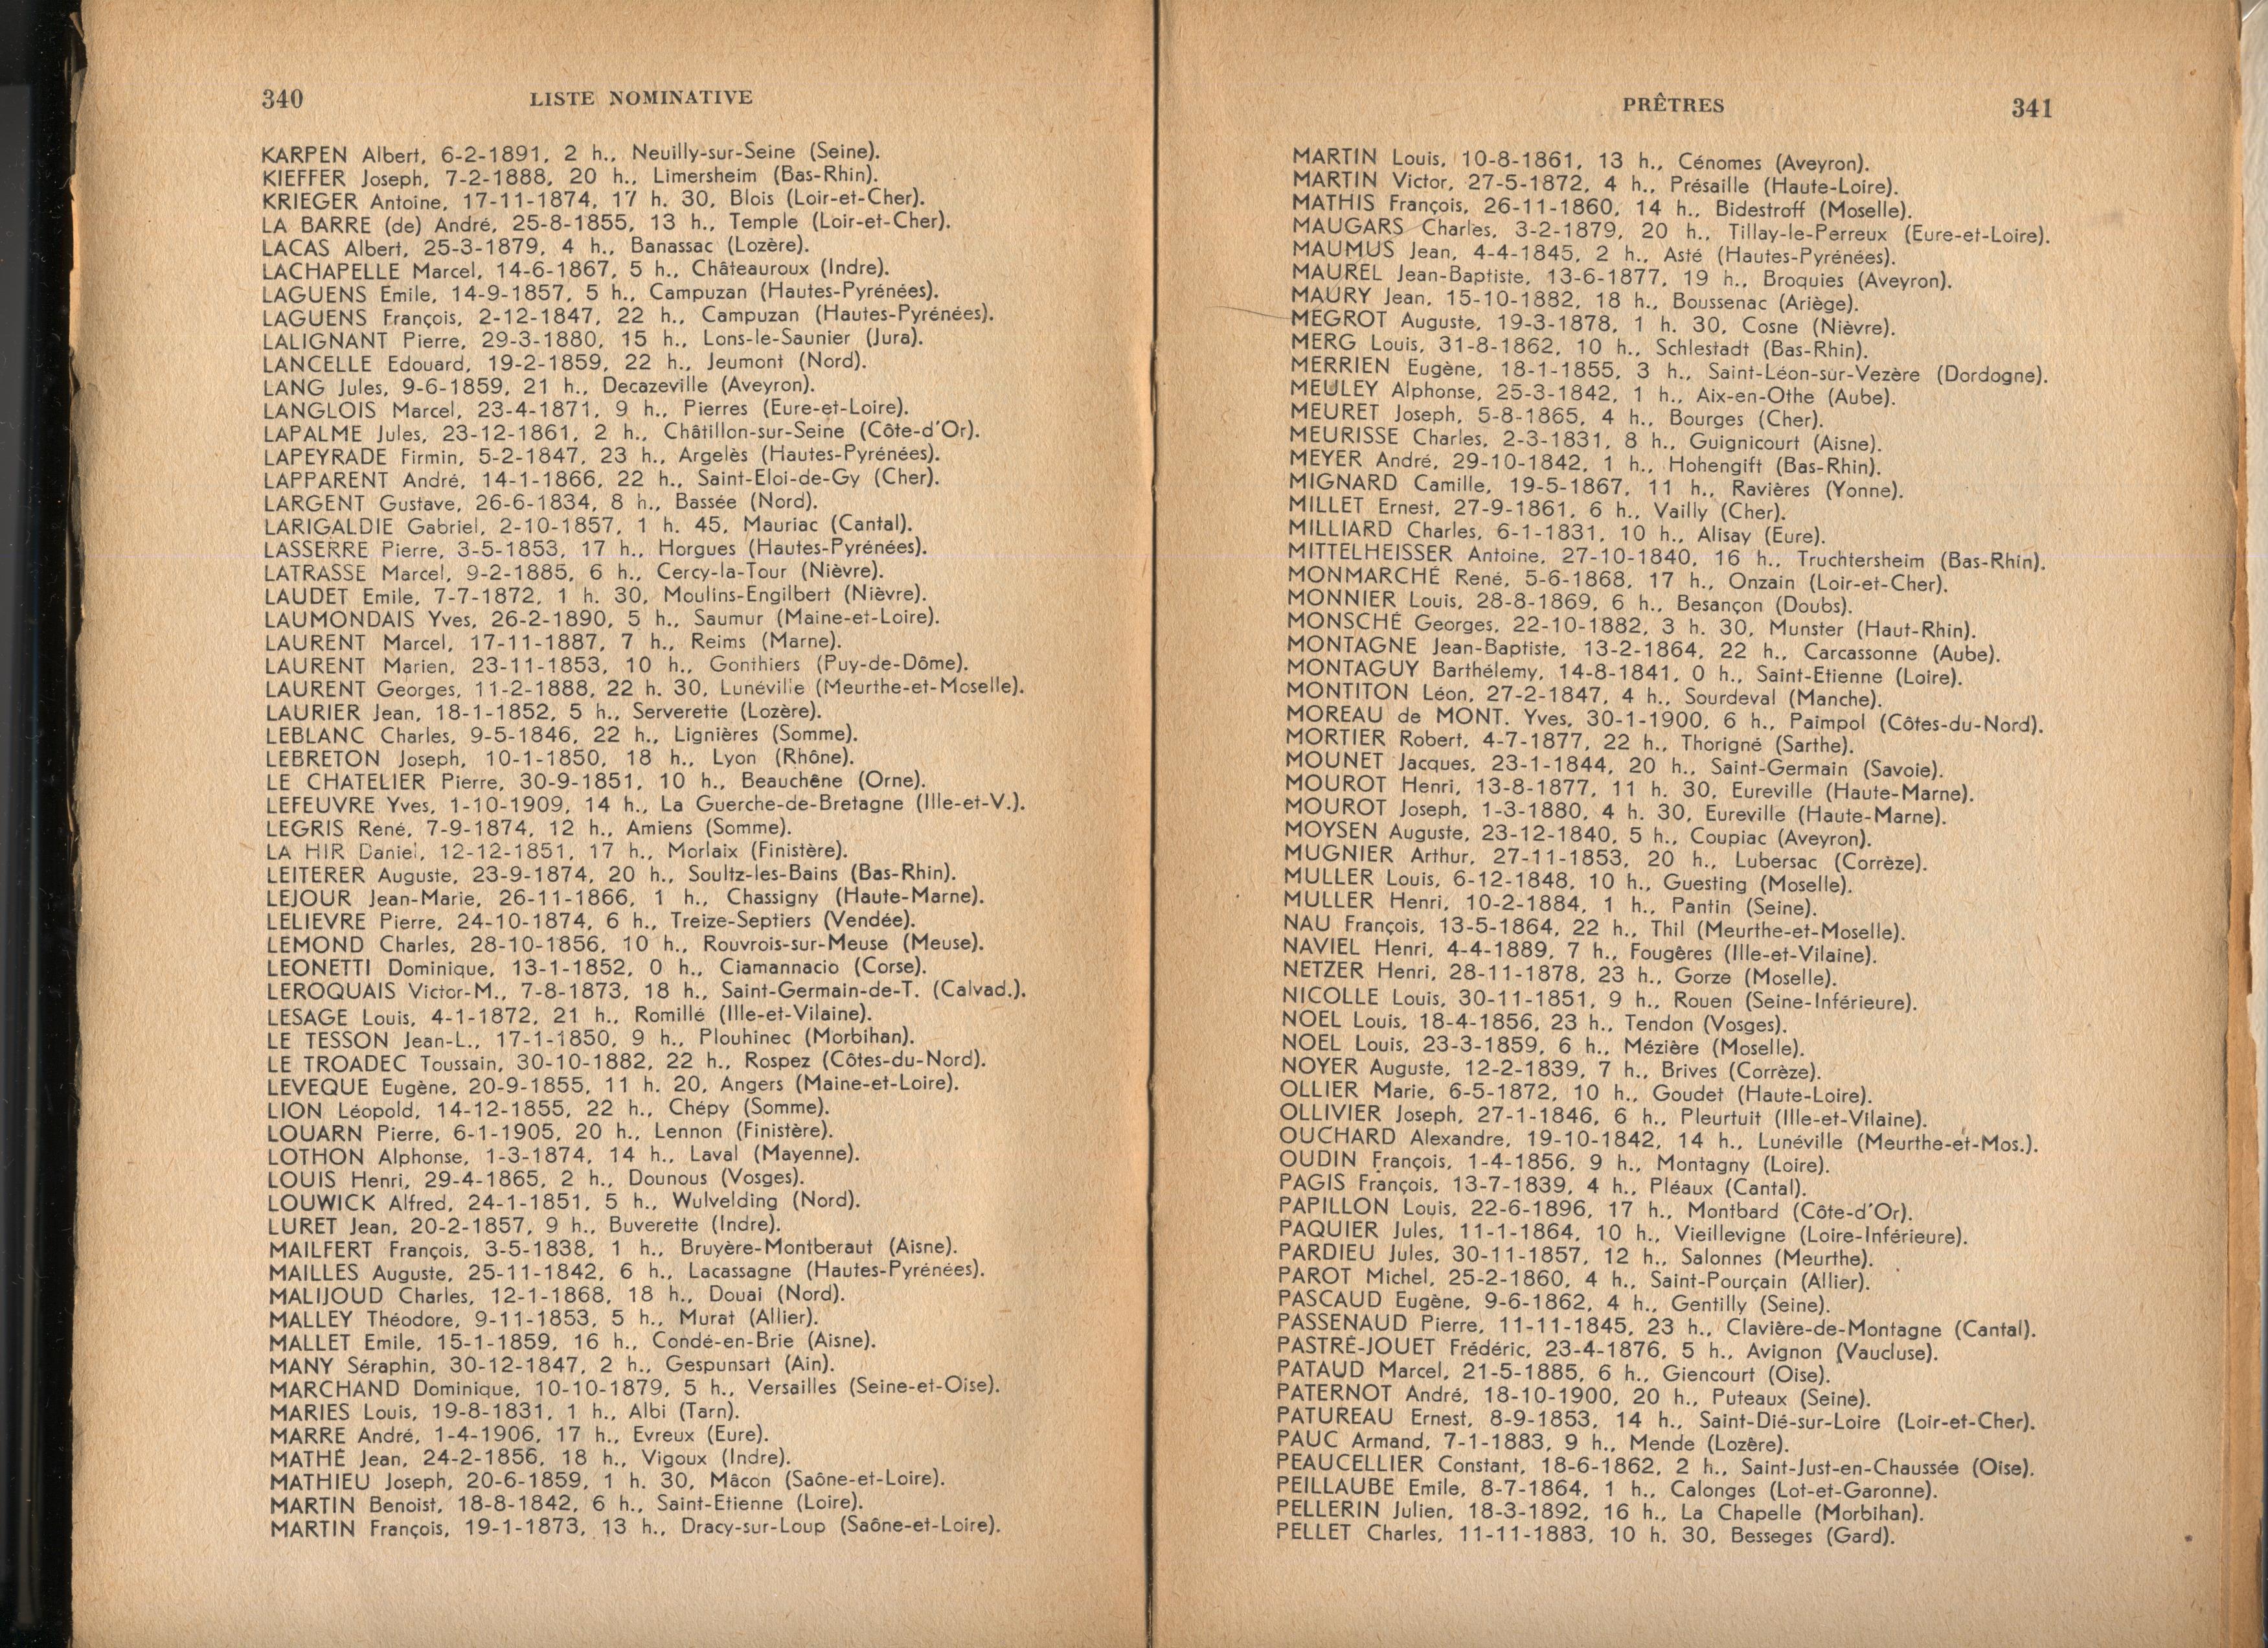 340
LISTE NOMINATIVE
KARPEN Albert, 6-2-1891, 2 h., Neuilly-sur-Seine (Seine).
KIEFFER Joseph, 7-2-1888, 20 h., Limersheim (Bas-Rhin).
KRIEGER Antoine, 17-11-1874, 17 h. 30, Blois (Loir-et-Cher).
LA BARRE (de) André, 25-8-1855, 13 h., Temple (Loir-et-Cher).
LACAS Albert, 25-3-1879, 4 h., Banassac (Lozère).
LACHAPELLE Marcel, 14-6-1867, 5 h., Châteauroux (Indre).
LAGUENS Emile, 14-9-1857, 5 h., Campuzan (Hautes-Pyrénées).
LAGUENS François, 2-12-1847, 22 h., Campuzan (Hautes-Pyrénées).
LALIGNANT Pierre, 29-3-1880, 15 h., Lons-le-Saunier (Jura).
LANCELLE Edouard, 19-2-1859, 22 h., Jeumont (Nord).
LANG Jules, 9-6-1859, 21 h., Decazeville (Aveyron).
LANGLOIS Marcel, 23-4-1871, 9 h., Pierres (Eure-et-Loire).
LAPALME Jules, 23-12-1861, 2 h., Châtillon-sur-Seine (Côte-d'Or).
LAPEYRADE Firmin, 5-2-1847, 23 h., Argelès (Hautes-Pyrénées).
LAPPARENT André, 14-1-1866, 22 h., Saint-Eloi-de-Gy (Cher).
LARGENT Gustave, 26-6-1834, 8 h., Bassée (Nord).
LARIGALDIE Gabriel, 2-10-1857, 1 h. 45, Mauriac (Cantal).
LASSERRE Pierre, 3-5-1853, 17 h., Horgues (Hautes-Pyrénées).
LATRASSE Marcel, 9-2-1885, 6 h., Cercy-la-Tour (Nièvre).
LAUDET Emile, 7-7-1872, 1 h. 30, Moulins-Engilbert (Nièvre).
LAUMONDAIS Yves, 26-2-1890, 5 h., Saumur (Maine-et-Loire).
LAURENT Marcel, 17-11-1887, 7 h., Reims (Marne).
LAURENT Marien, 23-11-1853, 10 h., Gonthiers (Puy-de-Dôme).
LAURENT Georges, 11-2-1888, 22 h. 30, Lunéville (Meurthe-et-Moselle).
LAURIER Jean, 18-1-1852, 5 h., Serverette (Lozère).
LEBLANC Charles, 9-5-1846, 22 h., Lignières (Somme).
LEBRETON Joseph, 10-1-1850, 18 h., Lyon (Rhône).
LE CHATELIER Pierre, 30-9-1851, 10 h., Beauchêne (Orne).
LEFEUVRE Yves, 1-10-1909, 14 h., La Guerche-de-Bretagne (Ille-et-V.).
LEGRIS René, 7-9-1874, 12 h., Amiens (Somme).
LA HIR Daniel, 12-12-1851, 17 h., Morlaix (Finistère).
LEITERER Auguste, 23-9-1874, 20 h., Soultz-les-Bains (Bas-Rhin).
LEJOUR Jean-Marie, 26-11-1866, 1 h., Chassigny (Haute-Marne).
LELIEVRE Pierre, 24-10-1874, 6 h., Treize-Septiers (Vendée).
LEMOND Charles, 28-10-1856, 10 h., Rouvrois-sur-Meuse (Meuse).
LEONETTI Dominique, 13-1-1852, 0 h., Ciamannacio (Corse).
LEROQUAIS Victor-M., 7-8-1873, 18 h., Saint-Germain-de-T. (Calvad.).
LESAGE Louis, 4-1-1872, 21 h., Romillé (Ille-et-Vilaine).
LE TESSON Jean-L., 17-1-1850, 9 h., Plouhinec (Morbihan).
LE TROADEC Toussain, 30-10-1882, 22 h., Rospez (Côtes-du-Nord).
LEVEQUE Eugène, 20-9-1855, 11 h. 20, Angers (Maine-et-Loire).
LION Léopold, 14-12-1855, 22 h., Chépy (Somme).
LOUARN Pierre, 6-1-1905, 20 h., Lennon (Finistère).
LOTHON Alphonse, 1-3-1874, 14 h., Laval (Mayenne).
LOUIS Henri, 29-4-1865, 2 h., Dounous (Vosges).
LOUWICK Alfred, 24-1-1851, 5 h., Wulvelding (Nord).
LURET Jean, 20-2-1857, 9 h., Buverette (Indre).
MAILFERT François, 3-5-1838, 1 h., Bruyère-Montberaut (Aisne).
MAILLES Auguste, 25-11-1842, 6 h., Lacassagne (Hautes-Pyrénées).
MALIJOUD Charles, 12-1-1868, 18 h., Douai (Nord).
MALLEY Théodore, 9-11-1853, 5 h., Murat (Allier).
MALLET Emile, 15-1-1859, 16 h., Condé-en-Brie (Aisne).
MANY Séraphin, 30-12-1847, 2 h., Gespunsart (Ain).
MARCHAND Dominique, 10-10-1879, 5 h., Versailles (Seine-et-Oise).
MARIES Louis, 19-8-1831, 1 h., Albi (Tarn).
MARRE André, 1-4-1906, 17 h., Evreux (Eure).
MATHÉ Jean, 24-2-1856, 18 h., Vigoux (Indre).
MATHIEU Joseph, 20-6-1859, 1 h. 30, Mâcon (Saône-et-Loire).
MARTIN Benoist, 18-8-1842, 6 h., Saint-Etienne (Loire).
MARTIN François, 19-1-1873, 13 h., Dracy-sur-Loup (Saône-et-Loire).
PRÊTRES
341
MARTIN Louis, 10-8-1861, 13 h., Cénomes (Aveyron).
MARTIN Victor, 27-5-1872, 4 h., Présaille (Haute-Loire).
MATHIS François, 26-11-1860, 14 h., Bidestroff (Moselle).
MAUGARS Charles, 3-2-1879, 20 h., Tillay-le-Perreux (Eure-et-Loire).
MAUMUS Jean, 4-4-1845, 2 h., Asté (Hautes-Pyrénées).
MAUREL Jean-Baptiste, 13-6-1877, 19 h., Broquies (Aveyron).
MAURY Jean, 15-10-1882, 18 h., Boussenac (Ariège).
MEGROT Auguste, 19-3-1878, 1 h. 30, Cosne (Nièvre).
MERG Louis, 31-8-1862, 10 h., Schlestadt (Bas-Rhin).
MERRIEN Eugène, 18-1-1855, 3 h., Saint-Léon-sur-Vezère (Dordogne).
MEULEY Alphonse, 25-3-1842, 1 h., Aix-en-Othe (Aube).
MEURET Joseph, 5-8-1865, 4 h., Bourges (Cher).
MEURISSE Charles, 2-3-1831, 8 h., Guignicourt (Aisne).
MEYER André, 29-10-1842, 1 h., Hohengift (Bas-Rhin).
MIGNARD Camille, 19-5-1867, 11 h., Ravières (Yonne).
MILLET Ernest, 27-9-1861, 6 h., Vailly (Cher).
MILLIARD Charles, 6-1-1831, 10 h., Alisay (Eure).
MITTELHEISSER Antoine, 27-10-1840, 16 h., Truchtersheim (Bas-Rhin).
MONMARCHÉ René, 5-6-1868, 17 h., Onzain (Loir-et-Cher).
MONNIER Louis, 28-8-1869, 6 h., Besançon (Doubs).
MONSCHÉ Georges, 22-10-1882, 3 h. 30, Munster (Haut-Rhin).
MONTAGNE Jean-Baptiste, 13-2-1864, 22 h., Carcassonne (Aube).
MONTAGUY Barthélemy, 14-8-1841, 0 h., Saint-Etienne (Loire).
MONTITON Léon, 27-2-1847, 4 h., Sourdeval (Manche).
MOREAU de MONT. Yves, 30-1-1900, 6 h., Paimpol (Côtes-du-Nord).
MORTIER Robert, 4-7-1877, 22 h., Thorigné (Sarthe).
MOUNET Jacques, 23-1-1844, 20 h., Saint-Germain (Savoie).
MOUROT Henri, 13-8-1877, 11 h. 30, Eureville (Haute-Marne).
MOUROT Joseph, 1-3-1880, 4 h. 30, Eureville (Haute-Marne).
MOYSEN Auguste, 23-12-1840, 5 h., Coupiac (Aveyron).
MUGNIER Arthur, 27-11-1853, 20 h., Lubersac (Corrèze).
MULLER Louis, 6-12-1848, 10 h., Guesting (Moselle).
MULLER Henri, 10-2-1884, 1 h., Pantin (Seine).
NAU François, 13-5-1864, 22 h., Thil (Meurthe-et-Moselle).
NAVIEL Henri, 4-4-1889, 7 h., Fougêres (Ille-et-Vilaine).
NETZER Henri, 28-11-1878, 23 h., Gorze (Moselle).
NICOLLE Louis, 30-11-1851, 9 h., Rouen (Seine-Inférieure).
NOEL Louis, 18-4-1856, 23 h., Tendon (Vosges).
NOEL Louis, 23-3-1859, 6 h., Mézière (Moselle).
NOYER Auguste, 12-2-1839, 7 h., Brives (Corrèze).
OLLIER Marie, 6-5-1872, 10 h., Goudet (Haute-Loire).
OLLIVIER Joseph, 27-1-1846, 6 h., Pleurtuit (Ille-et-Vilaine).
OUCHARD Alexandre, 19-10-1842, 14 h., Lunéville (Meurthe-et-Mos.).
OUDIN François, 1-4-1856, 9 h., Montagny (Loire).
PAGIS François, 13-7-1839, 4 h., Pléaux (Cantal).
PAPILLON Louis, 22-6-1896, 17 h., Montbard (Côte-d'Or).
PAQUIER Jules, 11-1-1864, 10 h., Vieillevigne (Loire-Inférieure).
PARDIEU Jules, 30-11-1857, 12 h., Salonnes (Meurthe).
PAROT Michel, 25-2-1860, 4 h., Saint-Pourçain (Allier).
PASCAUD Eugène, 9-6-1862, 4 h., Gentilly (Seine).
PASSENAUD Pierre, 11-11-1845, 23 h., Clavière-de-Montagne (Cantal).
PASTRÉ-JOUET Frédéric, 23-4-1876, 5 h., Avignon (Vaucluse).
PATAUD Marcel, 21-5-1885, 6 h., Giencourt (Oise).
PATERNOT André, 18-10-1900, 20 h., Puteaux (Seine).
PATUREAU Ernest, 8-9-1853, 14 h., Saint-Dié-sur-Loire (Loir-et-Cher).
PAUC Armand, 7-1-1883, 9 h., Mende (Lozêre).
PEAUCELLIER Constant, 18-6-1862, 2 h., Saint-Just-en-Chaussée (Oise).
PEILLAUBE Emile, 8-7-1864, 1 h., Calonges (Lot-et-Garonne).
PELLERIN Julien, 18-3-1892, 16 h., La Chapelle (Morbihan).
PELLET Charles, 11-11-1883, 10 h. 30, Besseges (Gard).